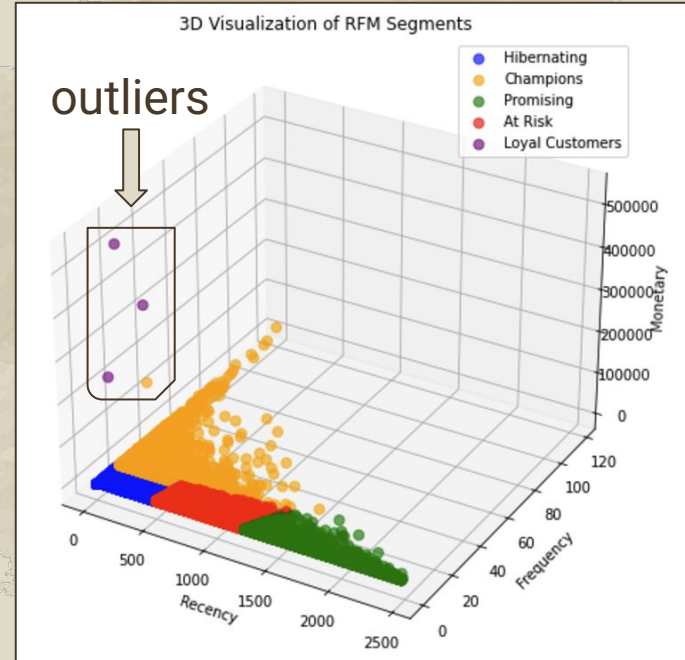 3D Visualization of RFM Segments
outliers
Hibernating
Champions
Promising
At Risk
Loyal Customers
500000
400000
300000
200000
100000
0
Monetary
120
100
80
60
40
20
0
Frequency
0
500
1000
1500
2000
2500
Recency